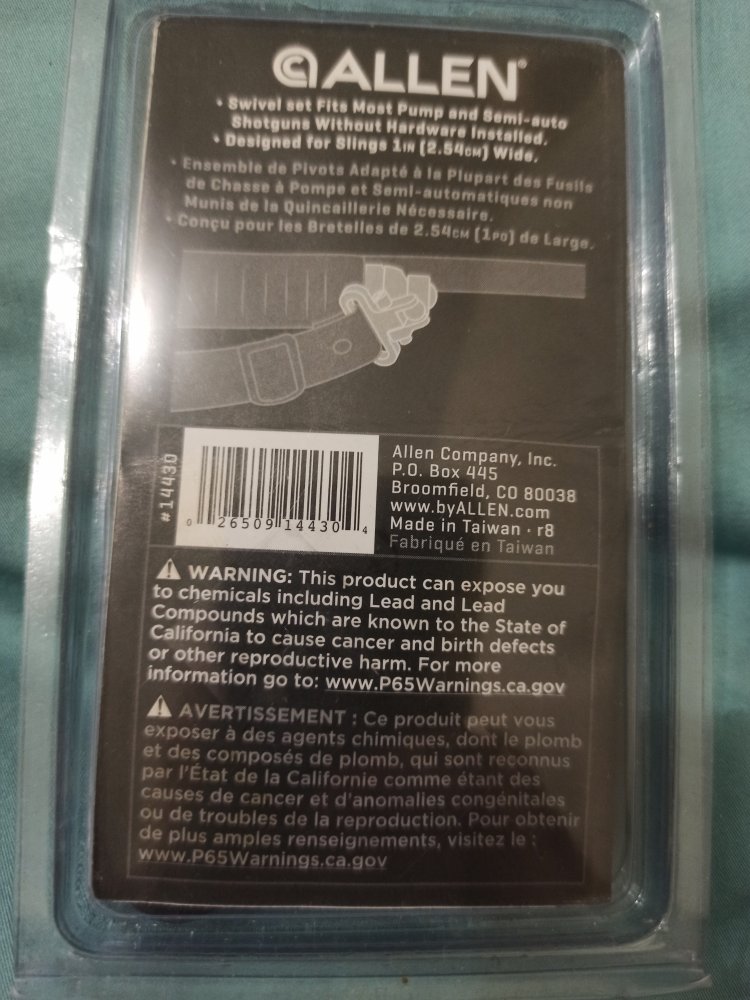 ALLEN®
• Swivel set Fits Most Pump and Semi-auto
Shotguns Without Hardware Installed.
• Designed for Slings 1IN (2.54CM) Wide.
• Ensemble de Pivots Adapté à la Plupart des Fusils
de Chasse à Pompe et Semi-automatiques non
Munis de la Quincaillerie Nécessaire.
• Conçu pour les Bretelles de 2.54CM (1PO) de Large.
#14430
0 26509 14430 4
Allen Company, Inc.
P.O. Box 445
Broomfield, CO 80038
www.byALLEN.com
Made in Taiwan · r8
Fabriqué en Taiwan
WARNING: This product can expose you
to chemicals including Lead and Lead
Compounds which are known to the State of
California to cause cancer and birth defects
or other reproductive harm. For more
information go to: www.P65Warnings.ca.gov
AVERTISSEMENT : Ce produit peut vous
exposer à des agents chimiques, dont le plomb
et des composés de plomb, qui sont reconnus
par l'État de la Californie comme étant des
causes de cancer et d'anomalies congénitales
ou de troubles de la reproduction. Pour obtenir
de plus amples renseignements, visitez le :
www.P65Warnings.ca.gov